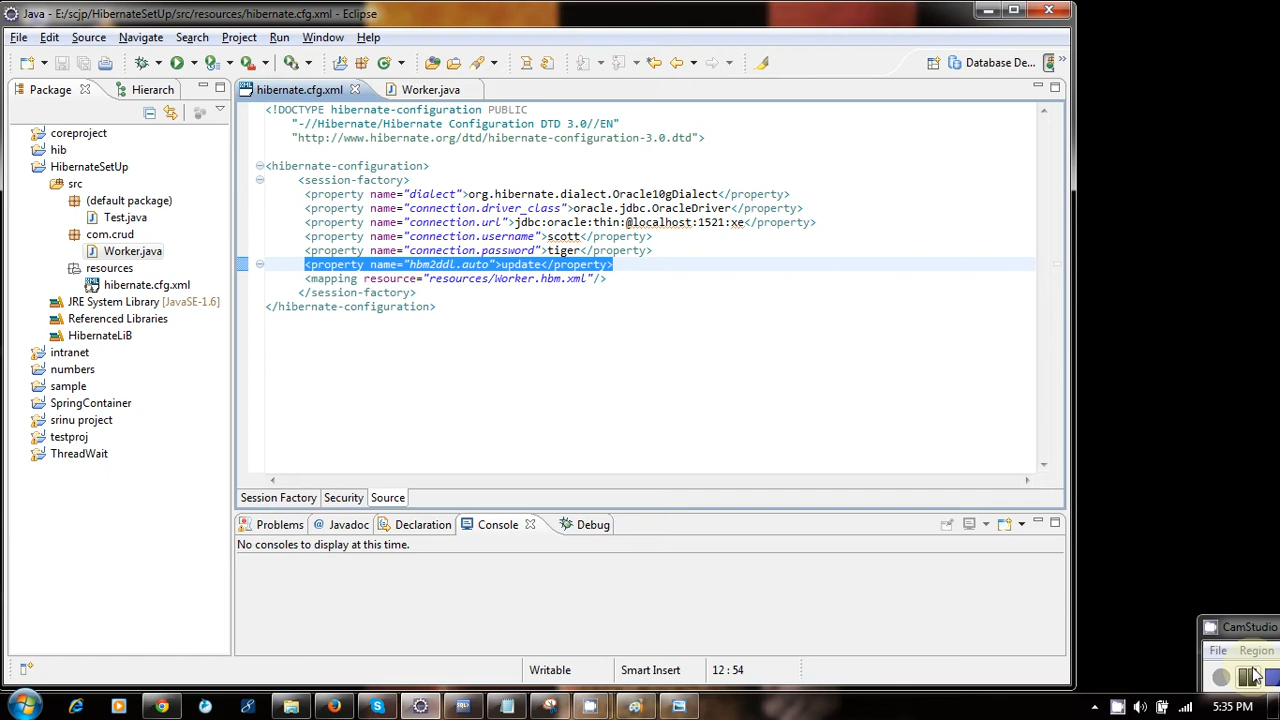 Java - E:/scjp/HibernateSetUp/src/resources/hibernate.cfg.xml - Eclipse
File Edit Source Navigate Search Project Run Window Help
Database De...
Package
Hierarch
hibernate.cfg.xml
Worker.java
coreproject
hib
HibernateSetUp
src
(default package)
Test.java
com.crud
Worker.java
resources
hibernate.cfg.xml
JRE System Library [JavaSE-1.6]
Referenced Libraries
HibernateLiB
intranet
numbers
sample
SpringContainer
srinu project
testproj
ThreadWait
<!DOCTYPE hibernate-configuration PUBLIC
"-//Hibernate/Hibernate Configuration DTD 3.0//EN"
"http://www.hibernate.org/dtd/hibernate-configuration-3.0.dtd">
<hibernate-configuration>
<session-factory>
<property name="dialect">org.hibernate.dialect.Oracle10gDialect</property>
<property name="connection.driver_class">oracle.jdbc.OracleDriver</property>
<property name="connection.url">jdbc:oracle:thin:@localhost:1521:xe</property>
<property name="connection.username">scott</property>
<property name="connection.password">tiger</property>
<property name="hbm2ddl.auto">update</property>
<mapping resource="resources/Worker.hbm.xml"/>
</session-factory>
</hibernate-configuration>
Session Factory Security Source
Problems @ Javadoc Declaration Console Debug
No consoles to display at this time.
Writable Smart Insert 12 : 54
CamStudio
File Region
5:35 PM